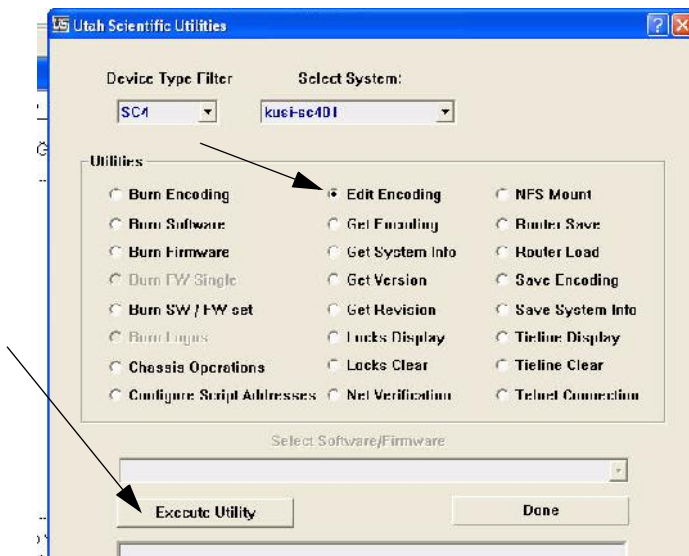 Utah Scientific Utilities
Device Type Filter
Select System:
SC4
kusi-sc401
Utilities
Burn Encoding
Edit Encoding
NFS Mount
Burn Software
Get Encoding
Router Save
Burn Firmware
Get System Info
Router Load
Burn FW Single
Get Version
Save Encoding
Burn SW / FW set
Get Revision
Save System Info
Burn Logos
Locks Display
Tieline Display
Chassis Operations
Locks Clear
Tieline Clear
Configure Script Addresses
Net Verification
Telnet Connection
Select Software/Firmware
Execute Utility
Done